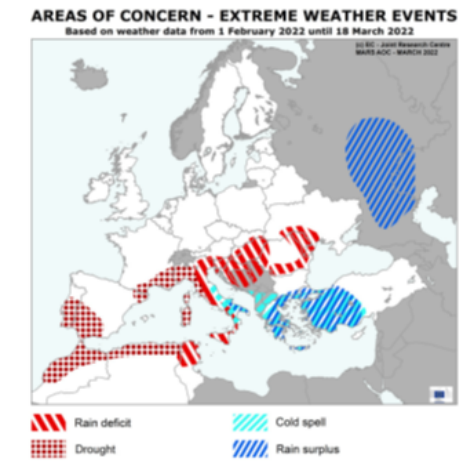 AREAS OF CONCERN - EXTREME WEATHER EVENTS
Based on weather data from 1 February 2022 until 18 March 2022
(c) EC - Joint Research Centre
MARS AOC - MARCH 2022
Rain deficit
Cold spell
Drought
Rain surplus